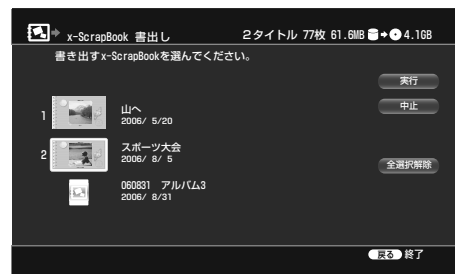 x-ScrapBook 書出し 2タイトル 77枚 61.6MB 4.1GB
書き出すx-ScrapBookを選んでください。
実行
中止
1 山へ
2006/ 5/20
2 スポーツ大会
2006/ 8/ 5
全選択解除
060831 アルバム3
2006/ 8/31
戻る 終了